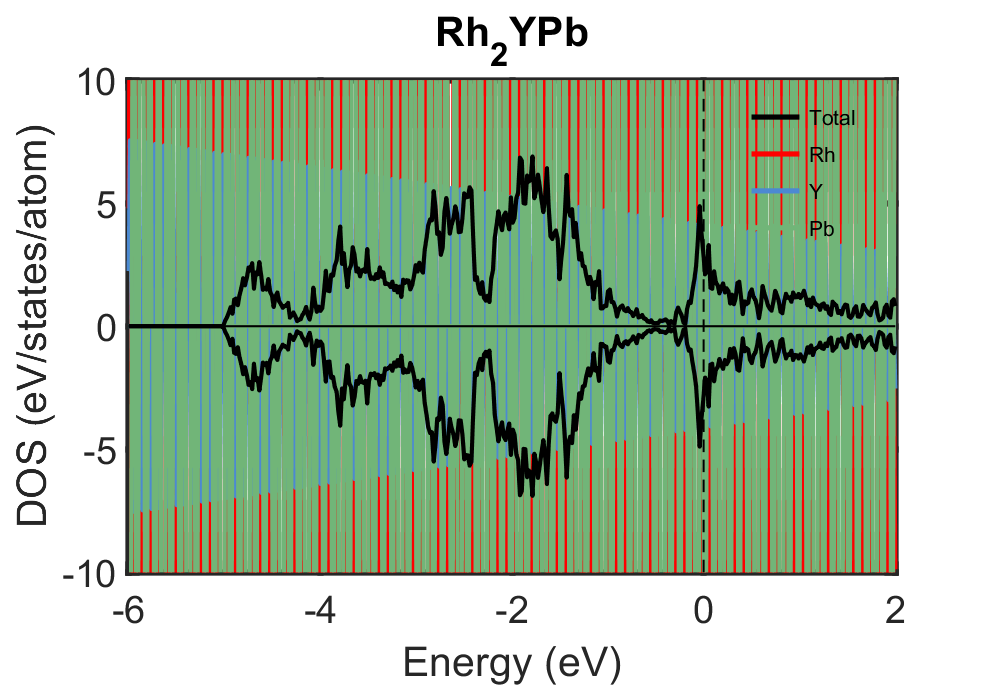 Rh₂YPb
DOS (eV/states/atom)
10
5
0
-5
-10
Total
Rh
Y
Pb
-6 -4 -2 0 2
Energy (eV)